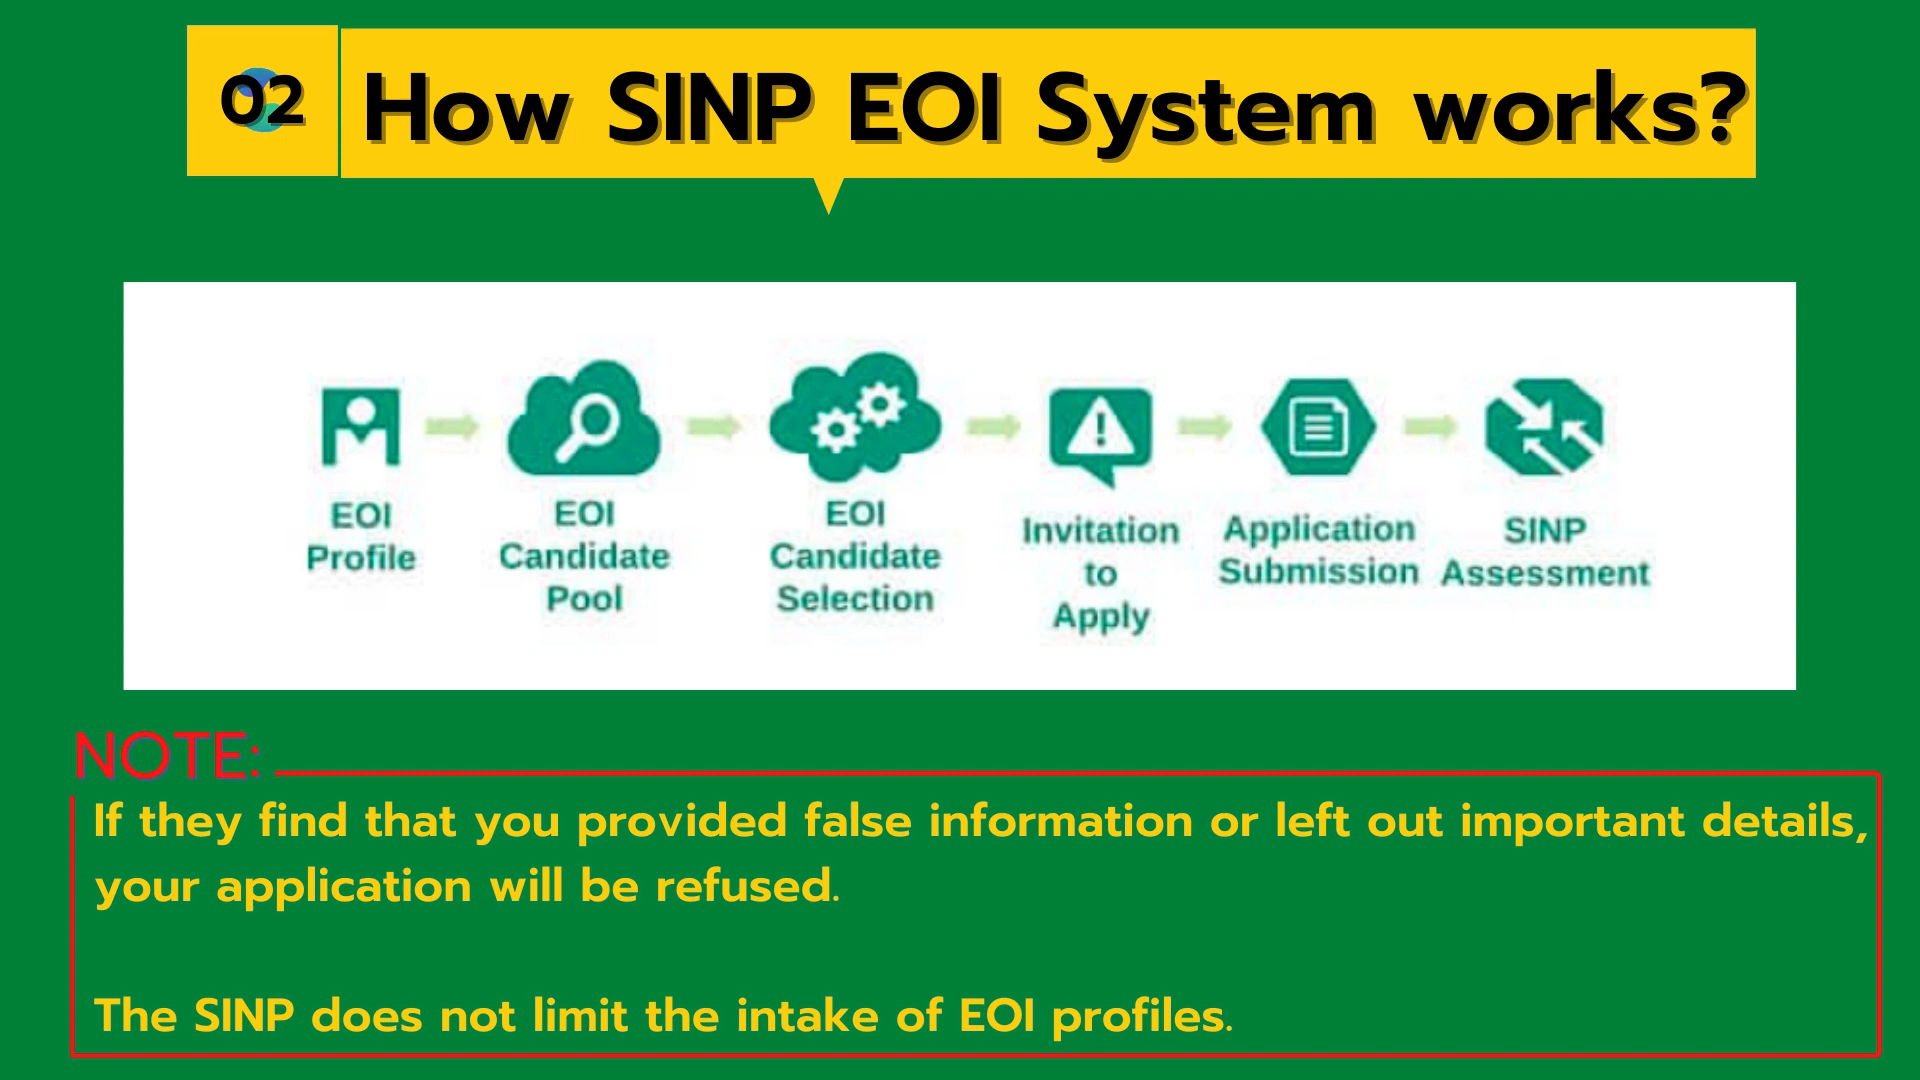 02
How SINP EOI System works?
EOI
Profile
EOI
Candidate
Pool
EOI
Candidate
Selection
Invitation
to
Apply
Application
Submission
SINP
Assessment
NOTE:
If they find that you provided false information or left out important details,
your application will be refused.
The SINP does not limit the intake of EOI profiles.